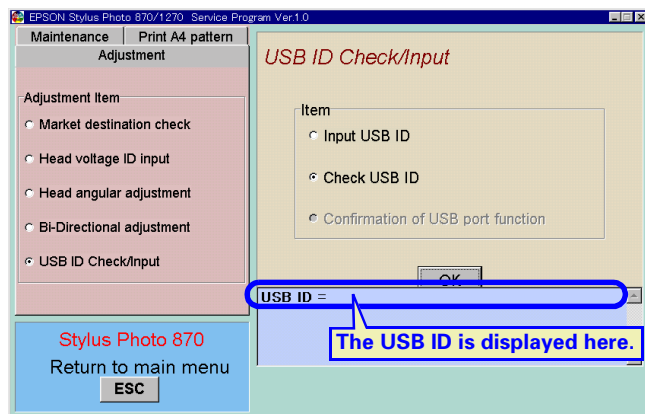 EPSON Stylus Photo 870/1270 Service Program Ver.1.0
Maintenance Print A4 pattern
Adjustment
Adjustment Item
Market destination check
Head voltage ID input
Head angular adjustment
Bi-Directional adjustment
USB ID Check/Input
Stylus Photo 870
Return to main menu
ESC
USB ID Check/Input
Item
Input USB ID
Check USB ID
Confirmation of USB port function
OK
USB ID =
The USB ID is displayed here.